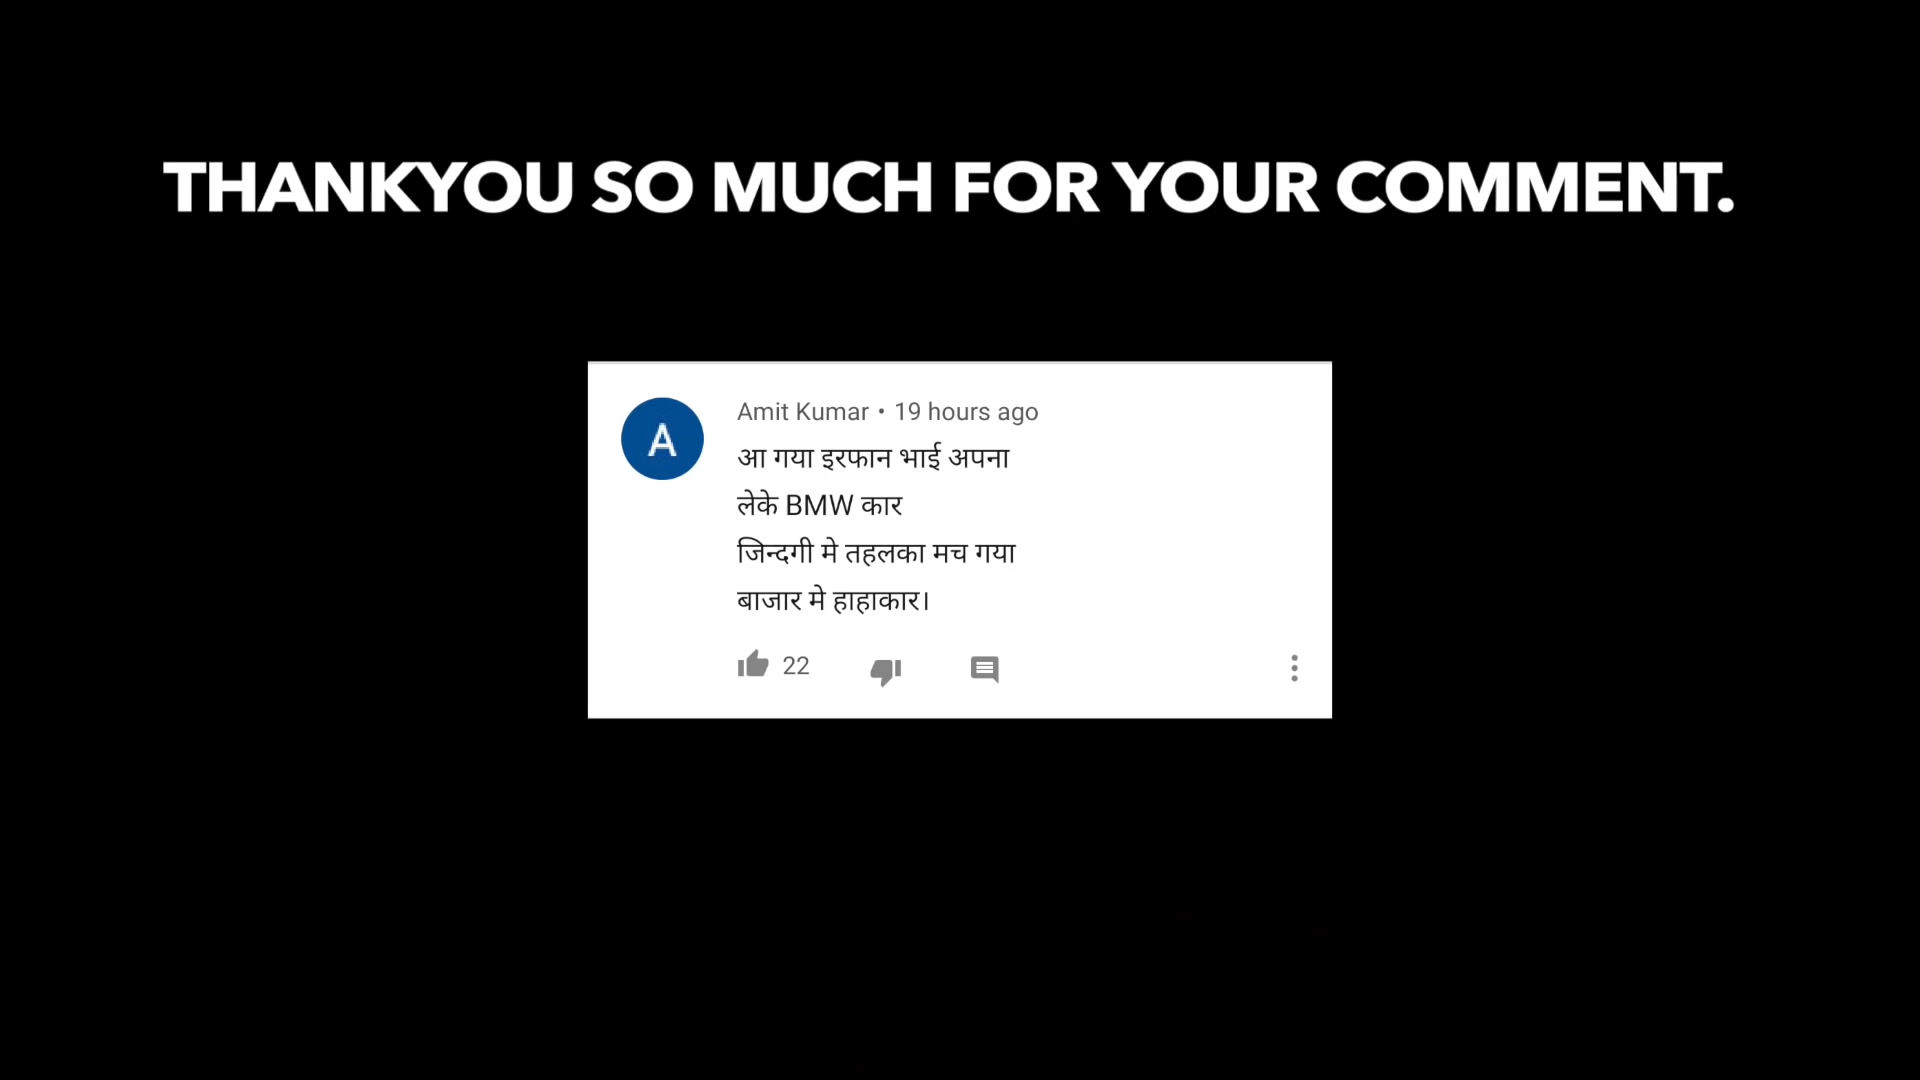 THANKYOU SO MUCH FOR YOUR COMMENT.
A
Amit Kumar • 19 hours ago
आ गया इरफान भाई अपना
लेके BMW कार
जिन्दगी मे तहलका मच गया
बाजार मे हाहाकार।
22